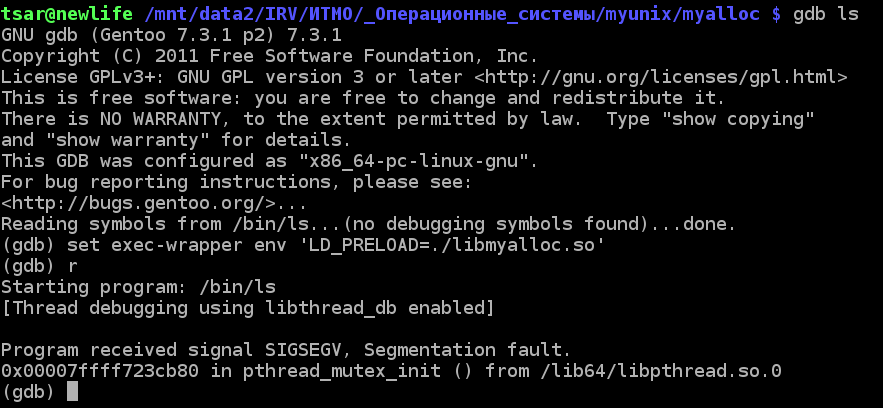 tsar@newlife /mnt/data2/IRV/ИТМО/_Операционные_системы/myunix/myalloc $ gdb ls
GNU gdb (Gentoo 7.3.1 p2) 7.3.1
Copyright (C) 2011 Free Software Foundation, Inc.
License GPLv3+: GNU GPL version 3 or later <http://gnu.org/licenses/gpl.html>
This is free software: you are free to change and redistribute it.
There is NO WARRANTY, to the extent permitted by law.  Type "show copying"
and "show warranty" for details.
This GDB was configured as "x86_64-pc-linux-gnu".
For bug reporting instructions, please see:
<http://bugs.gentoo.org/>...
Reading symbols from /bin/ls...(no debugging symbols found)...done.
(gdb) set exec-wrapper env 'LD_PRELOAD=./libmyalloc.so'
(gdb) r
Starting program: /bin/ls
[Thread debugging using libthread_db enabled]
Program received signal SIGSEGV, Segmentation fault.
0x00007ffff723cb80 in pthread_mutex_init () from /lib64/libpthread.so.0
(gdb)